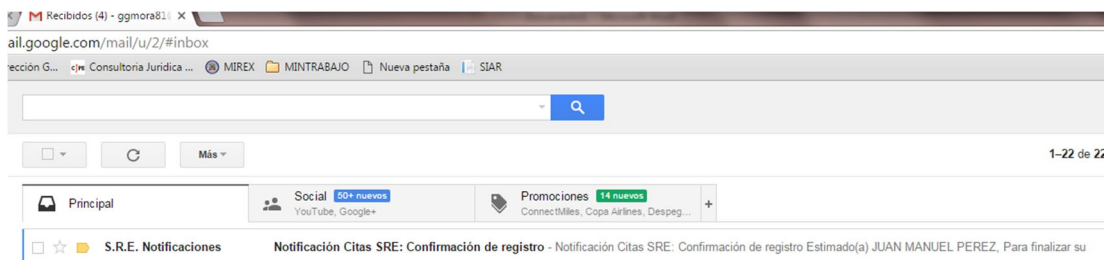 Recibidos (4) - ggmora81
ail.google.com/mail/u/2/#inbox
rección G... Consultoria Juridica ... MIREX MINTRABAJO Nueva pestaña SIAR
Más 1–22 de 22
Principal Social 50+ nuevos Promociones 14 nuevos +
YouTube, Google+ ConnectMiles, Copa Airlines, Despeg...
S.R.E. Notificaciones Notificación Citas SRE: Confirmación de registro - Notificación Citas SRE: Confirmación de registro Estimado(a) JUAN MANUEL PEREZ, Para finalizar su